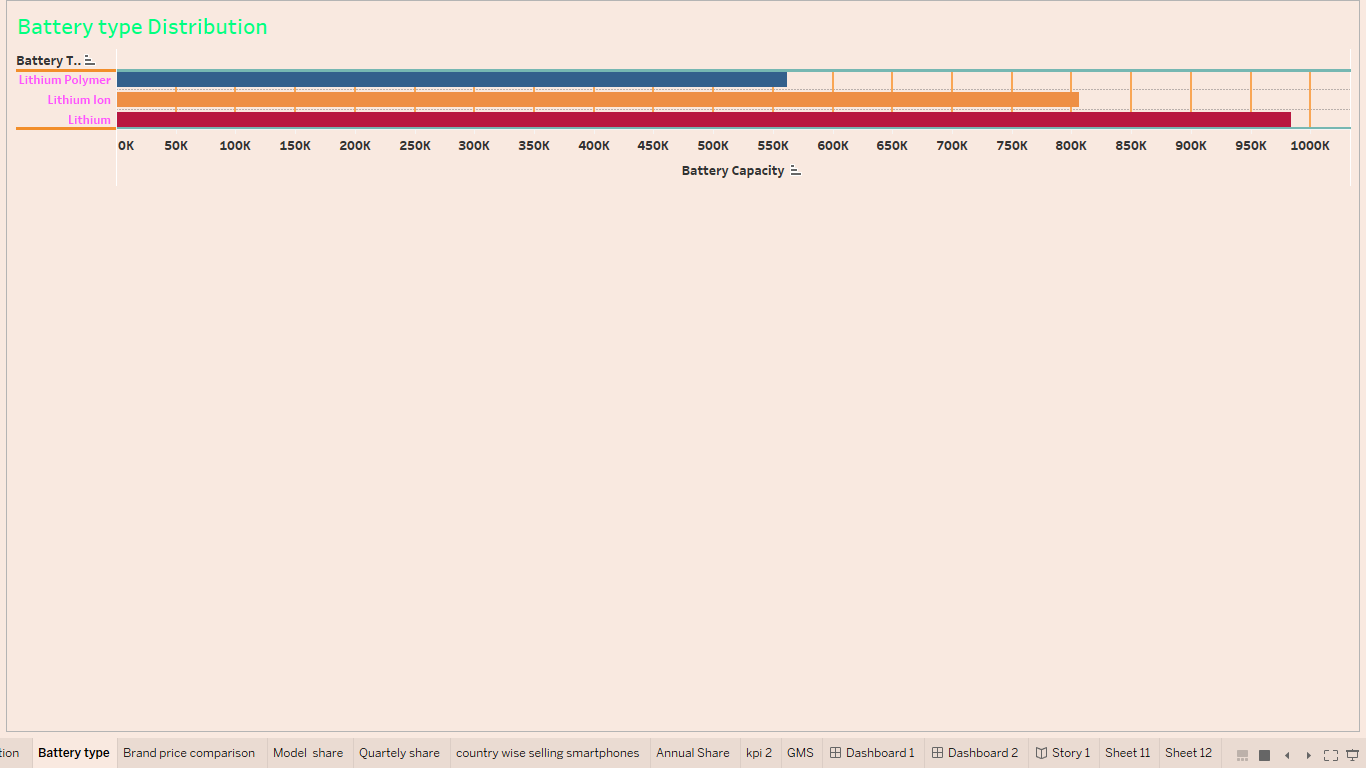 Battery type Distribution
Battery T..
Lithium Polymer
Lithium Ion
Lithium
0K 50K 100K 150K 200K 250K 300K 350K 400K 450K 500K 550K 600K 650K 700K 750K 800K 850K 900K 950K 1000K
Battery Capacity
tion Battery type Brand price comparison Model share Quartely share country wise selling smartphones Annual Share kpi 2 GMS Dashboard 1 Dashboard 2 Story 1 Sheet 11 Sheet 12